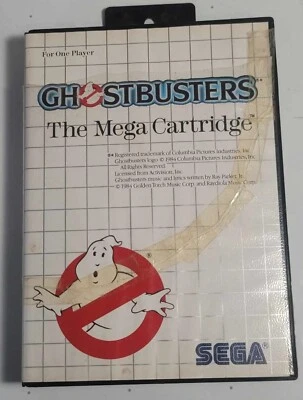 For One Player
GHOSTBUSTERS™
The Mega Cartridge™
Registered trademark of Columbia Pictures Industries, Inc.
Ghostbusters logo © 1984 Columbia Pictures Industries, Inc.
All Rights Reserved.
Licensed from Activision, Inc.
Ghostbusters music and lyrics written by Ray Parker, Jr.
© 1984 Golden Torch Music Corp. and Raydiola Music Corp.
®
SEGA®